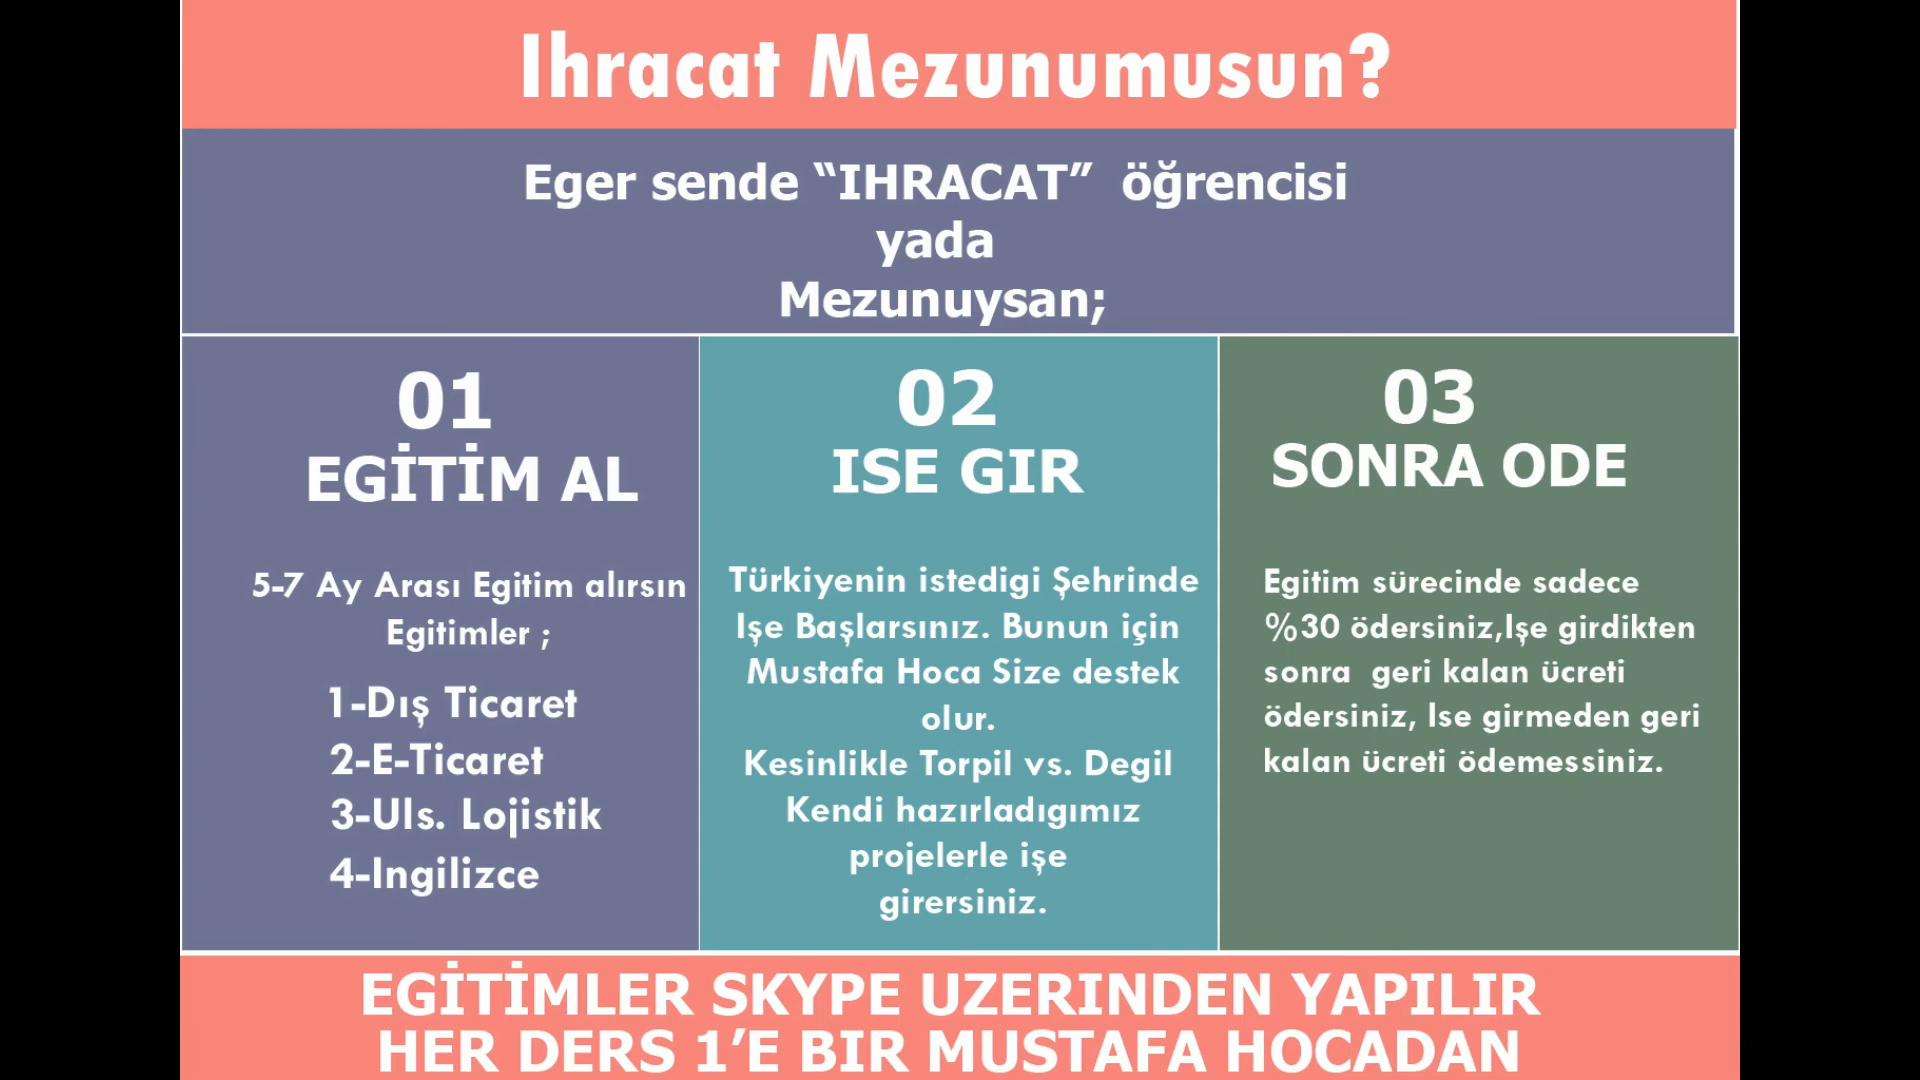 Ihracat Mezunumusun?
Eger sende “IHRACAT” öğrencisi
yada
Mezunuysan;
01
EGİTİM AL
5-7 Ay Arası Egitim alırsın
Egitimler ;
1-Dış Ticaret
2-E-Ticaret
3-Uls. Lojistik
4-Ingilizce
02
ISE GIR
Türkiyenin istedigi Şehrinde
Işe Başlarsınız. Bunun için
Mustafa Hoca Size destek
olur.
Kesinlikle Torpil vs. Degil
Kendi hazırladıgımız
projelerle işe
girersiniz.
03
SONRA ODE
Egitim sürecinde sadece
%30 ödersiniz,Işe girdikten
sonra geri kalan ücreti
ödersiniz, Ise girmeden geri
kalan ücreti ödemessiniz.
EGİTİMLER SKYPE UZERINDEN YAPILIR
HER DERS 1’E BIR MUSTAFA HOCADAN